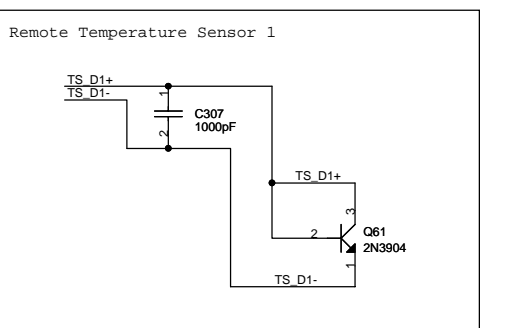 Remote Temperature Sensor 1
TS_D1+
TS_D1-
1
C307
1000pF
2
TS_D1+
3
2
Q61
2N3904
1
TS_D1-